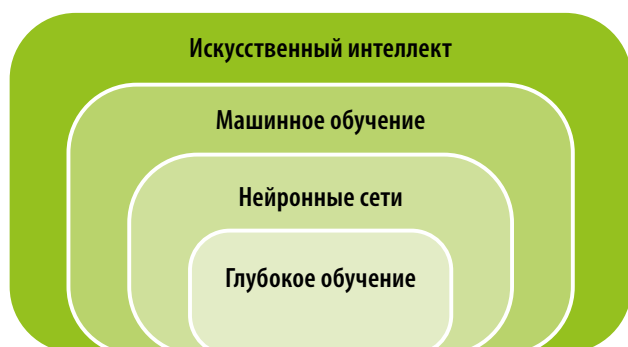 Искусственный интеллект
Машинное обучение
Нейронные сети
Глубокое обучение